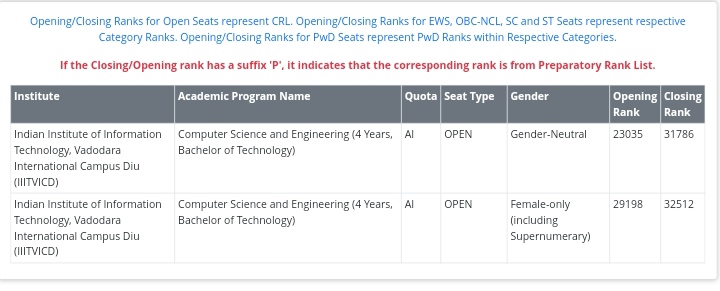 Opening/Closing Ranks for Open Seats represent CRL. Opening/Closing Ranks for EWS, OBC-NCL, SC and ST Seats represent respective
Category Ranks. Opening/Closing Ranks for PwD Seats represent PwD Ranks within Respective Categories.
If the Closing/Opening rank has a suffix 'P', it indicates that the corresponding rank is from Preparatory Rank List.
Institute Academic Program Name Quota Seat Type Gender Opening Closing
Rank Rank
Indian Institute of Information Computer Science and Engineering (4 Years, AI OPEN Gender-Neutral 23035 31786
Technology, Vadodara Bachelor of Technology)
International Campus Diu
(IIITVICD)
Indian Institute of Information Computer Science and Engineering (4 Years, AI OPEN Female-only 29198 32512
Technology, Vadodara Bachelor of Technology) (including
International Campus Diu Supernumerary)
(IIITVICD)